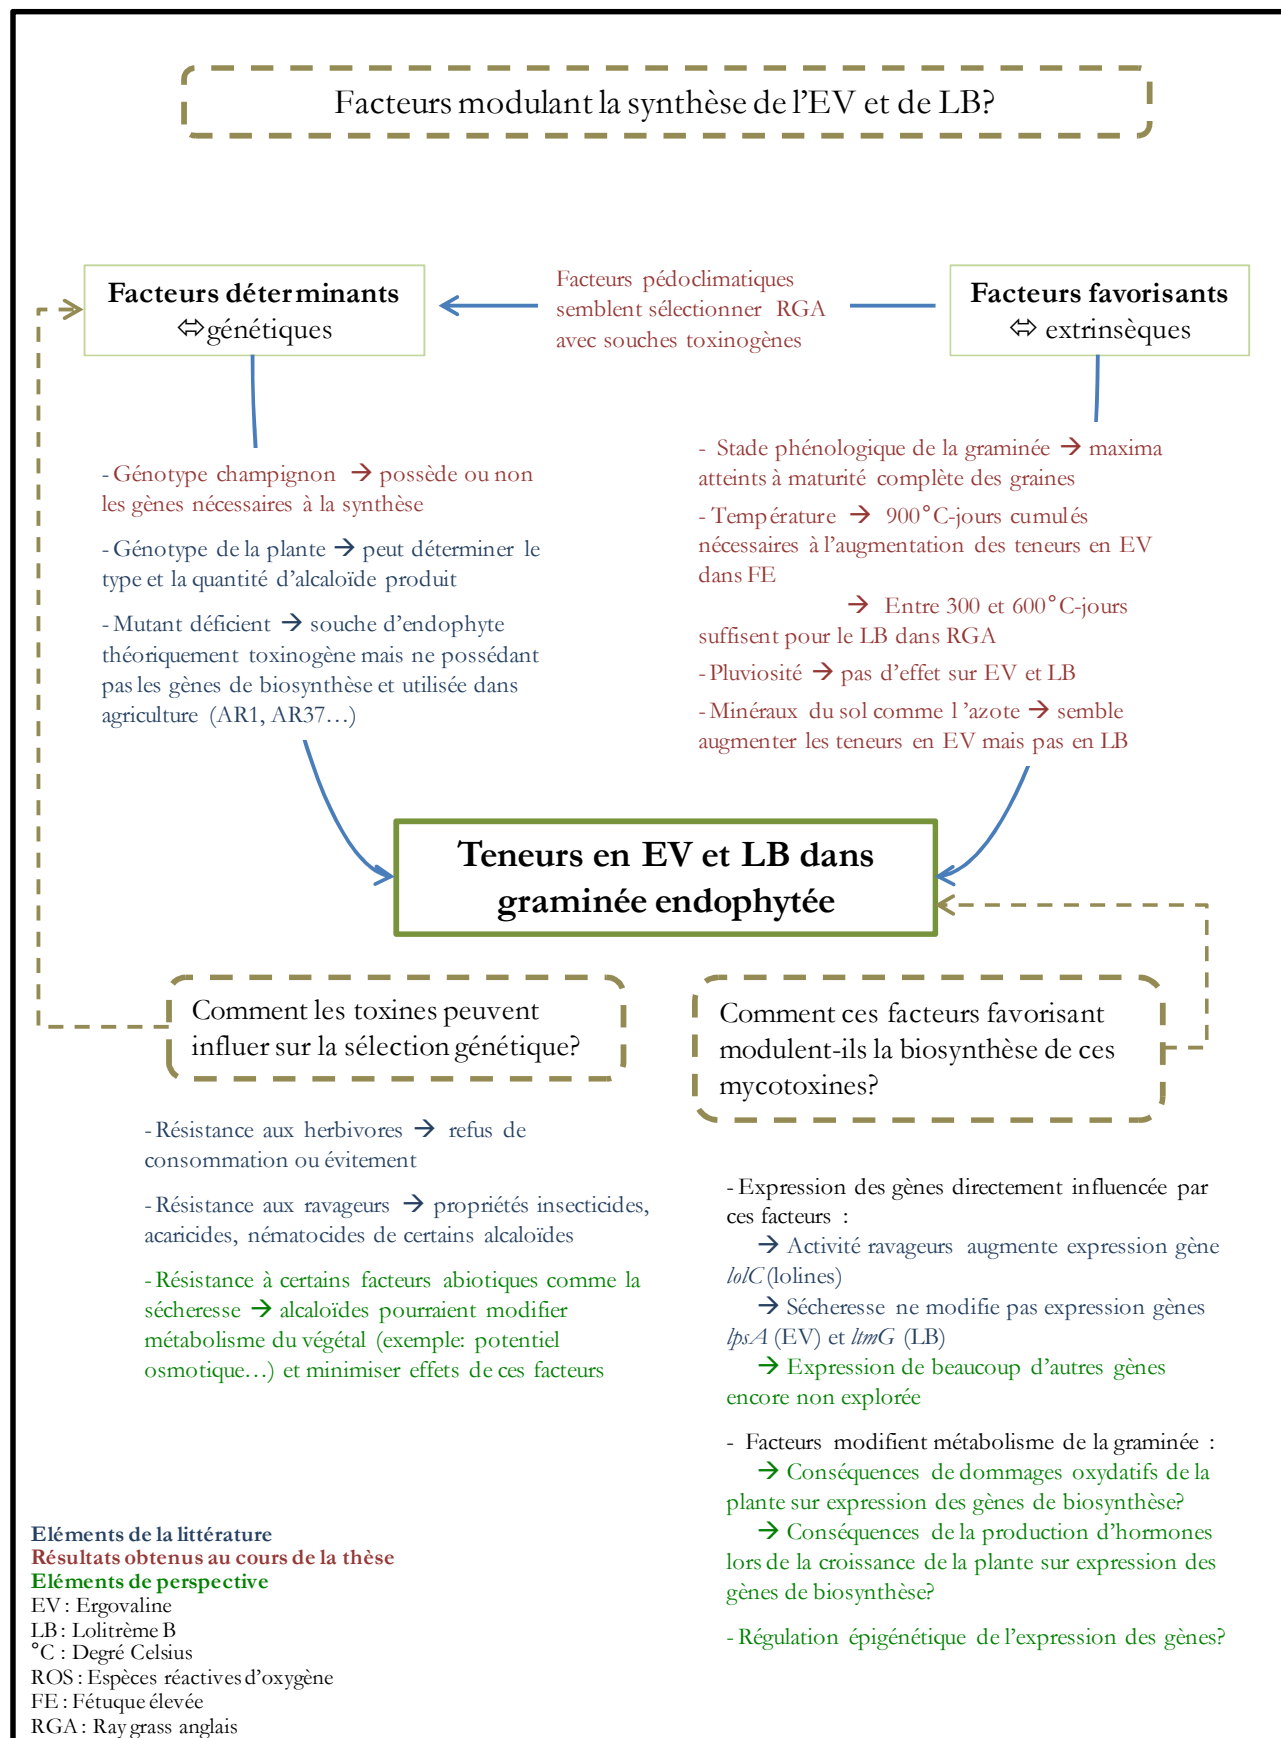 Facteurs modulant la synthèse de l'EV et de LB?
Facteurs déterminants
⬄génétiques
Facteurs pédoclimatiques
semblent sélectionner RGA
avec souches toxinogènes
Facteurs favorisants
⬄ extrinsèques
- Génotype champignon → possède ou non
les gènes nécessaires à la synthèse
- Génotype de la plante → peut déterminer le
type et la quantité d'alcaloïde produit
- Mutant déficient → souche d'endophyte
théoriquement toxinogène mais ne possédant
pas les gènes de biosynthèse et utilisée dans
agriculture (AR1, AR37…)
- Stade phénologique de la graminée → maxima
atteints à maturité complète des graines
- Température → 900°C-jours cumulés
nécessaires à l'augmentation des teneurs en EV
dans FE
→ Entre 300 et 600°C-jours
suffisent pour le LB dans RGA
- Pluviosité → pas d'effet sur EV et LB
- Minéraux du sol comme l'azote → semble
augmenter les teneurs en EV mais pas en LB
Teneurs en EV et LB dans
graminée endophytée
Comment les toxines peuvent
influer sur la sélection génétique?
- Résistance aux herbivores → refus de
consommation ou évitement
- Résistance aux ravageurs → propriétés insecticides,
acaricides, nématocides de certains alcaloïdes
- Résistance à certains facteurs abiotiques comme la
sécheresse → alcaloïdes pourraient modifier
métabolisme du végétal (exemple: potentiel
osmotique…) et minimiser effets de ces facteurs
Comment ces facteurs favorisant
modulent-ils la biosynthèse de ces
mycotoxines?
- Expression des gènes directement influencée par
ces facteurs :
→ Activité ravageurs augmente expression gène
lolC (lolines)
→ Sécheresse ne modifie pas expression gènes
lpsA (EV) et ltmG (LB)
→ Expression de beaucoup d'autres gènes
encore non explorée
- Facteurs modifient métabolisme de la graminée :
→ Conséquences de dommages oxydatifs de la
plante sur expression des gènes de biosynthèse?
→ Conséquences de la production d'hormones
lors de la croissance de la plante sur expression des
gènes de biosynthèse?
- Régulation épigénétique de l'expression des gènes?
Eléments de la littérature
Résultats obtenus au cours de la thèse
Eléments de perspective
EV : Ergovaline
LB : Lolitrème B
°C : Degré Celsius
ROS : Espèces réactives d'oxygène
FE : Fétuque élevée
RGA : Ray grass anglais